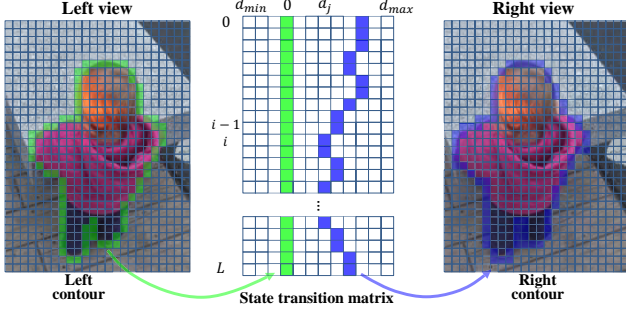 Left view
d_min 0 d_j d_max
Right view
0
i − 1
i
⋮
L
Left
contour
State transition matrix
Right
contour